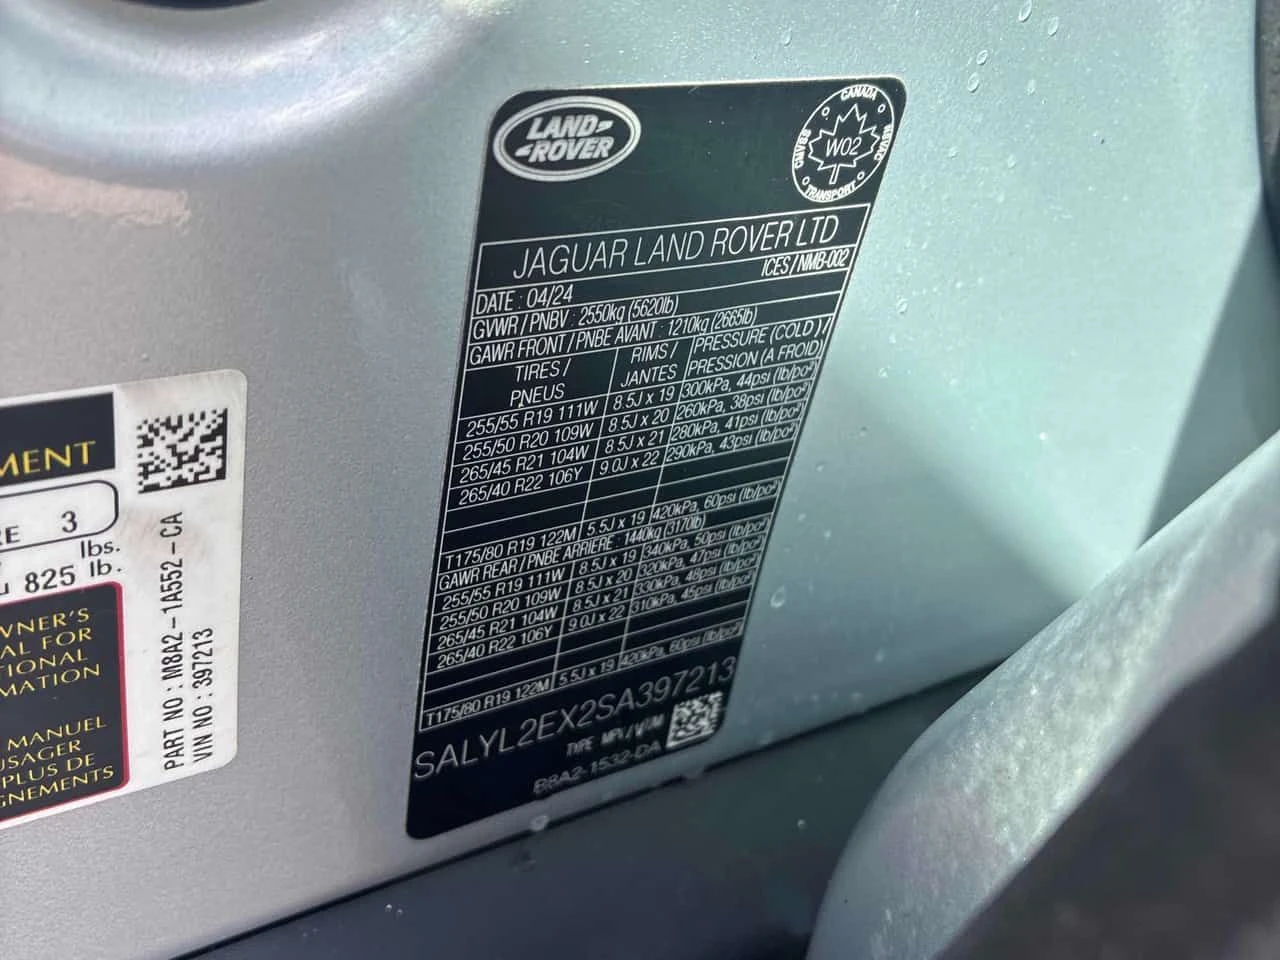 LAND-
-ROVER
CANADA
CMVSS
NSVAC
W02
TRANSPORT
JAGUAR LAND ROVER LTD
ICES/NMB-002
DATE : 04/24
GVWR / PNBV : 2550kg (5620lb)
GAWR FRONT / PNBE AVANT : 1210kg (2665lb)
TIRES / PNEUS RIMS / JANTES PRESSURE (COLD) / PRESSION (A FROID)
255/55 R19 111W 8.5J x 19 300kPa, 44psi (lb/po²)
255/50 R20 109W 8.5J x 20 260kPa, 38psi (lb/po²)
265/45 R21 104W 8.5J x 21 280kPa, 41psi (lb/po²)
265/40 R22 106Y 9.0J x 22 290kPa, 43psi (lb/po²)
T175/80 R19 122M 5.5J x 19 420kPa, 60psi (lb/po²)
GAWR REAR / PNBE ARRIERE : 1440kg (3170lb)
255/55 R19 111W 8.5J x 19 340kPa, 50psi (lb/po²)
255/50 R20 109W 8.5J x 20 320kPa, 47psi (lb/po²)
265/45 R21 104W 8.5J x 21 330kPa, 48psi (lb/po²)
265/40 R22 106Y 9.0J x 22 310kPa, 45psi (lb/po²)
T175/80 R19 122M 5.5J x 19 420kPa, 60psi (lb/po²)
SALYL2EX2SA397213
TYPE MPV/VTUM
B8A2-1532-DA
MENT
RE 3
lbs.
u 825 lb.
WNER'S
AL FOR
TIONAL
MATION
MANUEL
SAGER
PLUS DE
GNEMENTS
PART NO : M8A2-1A552-CA
VIN NO : 397213